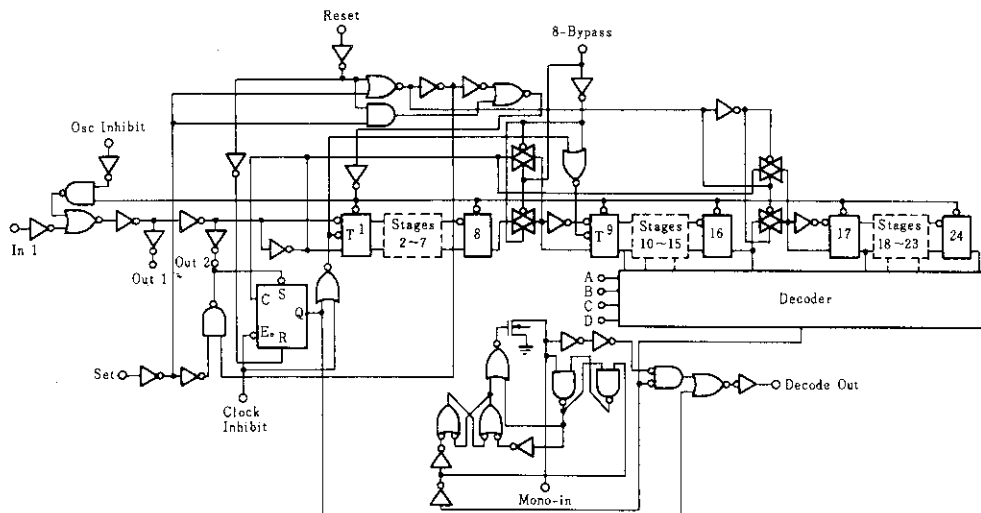 Reset
8-Bypass
Osc Inhibit
In 1
Out 1
Out 2
T 1
Stages
2~7
8
T 9
Stages
10~15
16
17
Stages
18~23
24
C
S
Q
E
R
A
B
C
D
Decoder
Set
Clock
Inhibit
Mono-in
Decode Out